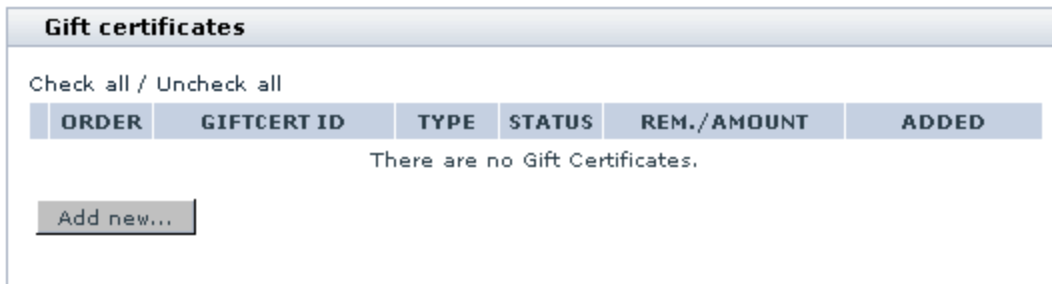 Gift certificates
Check all / Uncheck all
ORDER GIFTCERT ID TYPE STATUS REM./AMOUNT ADDED
There are no Gift Certificates.
Add new...